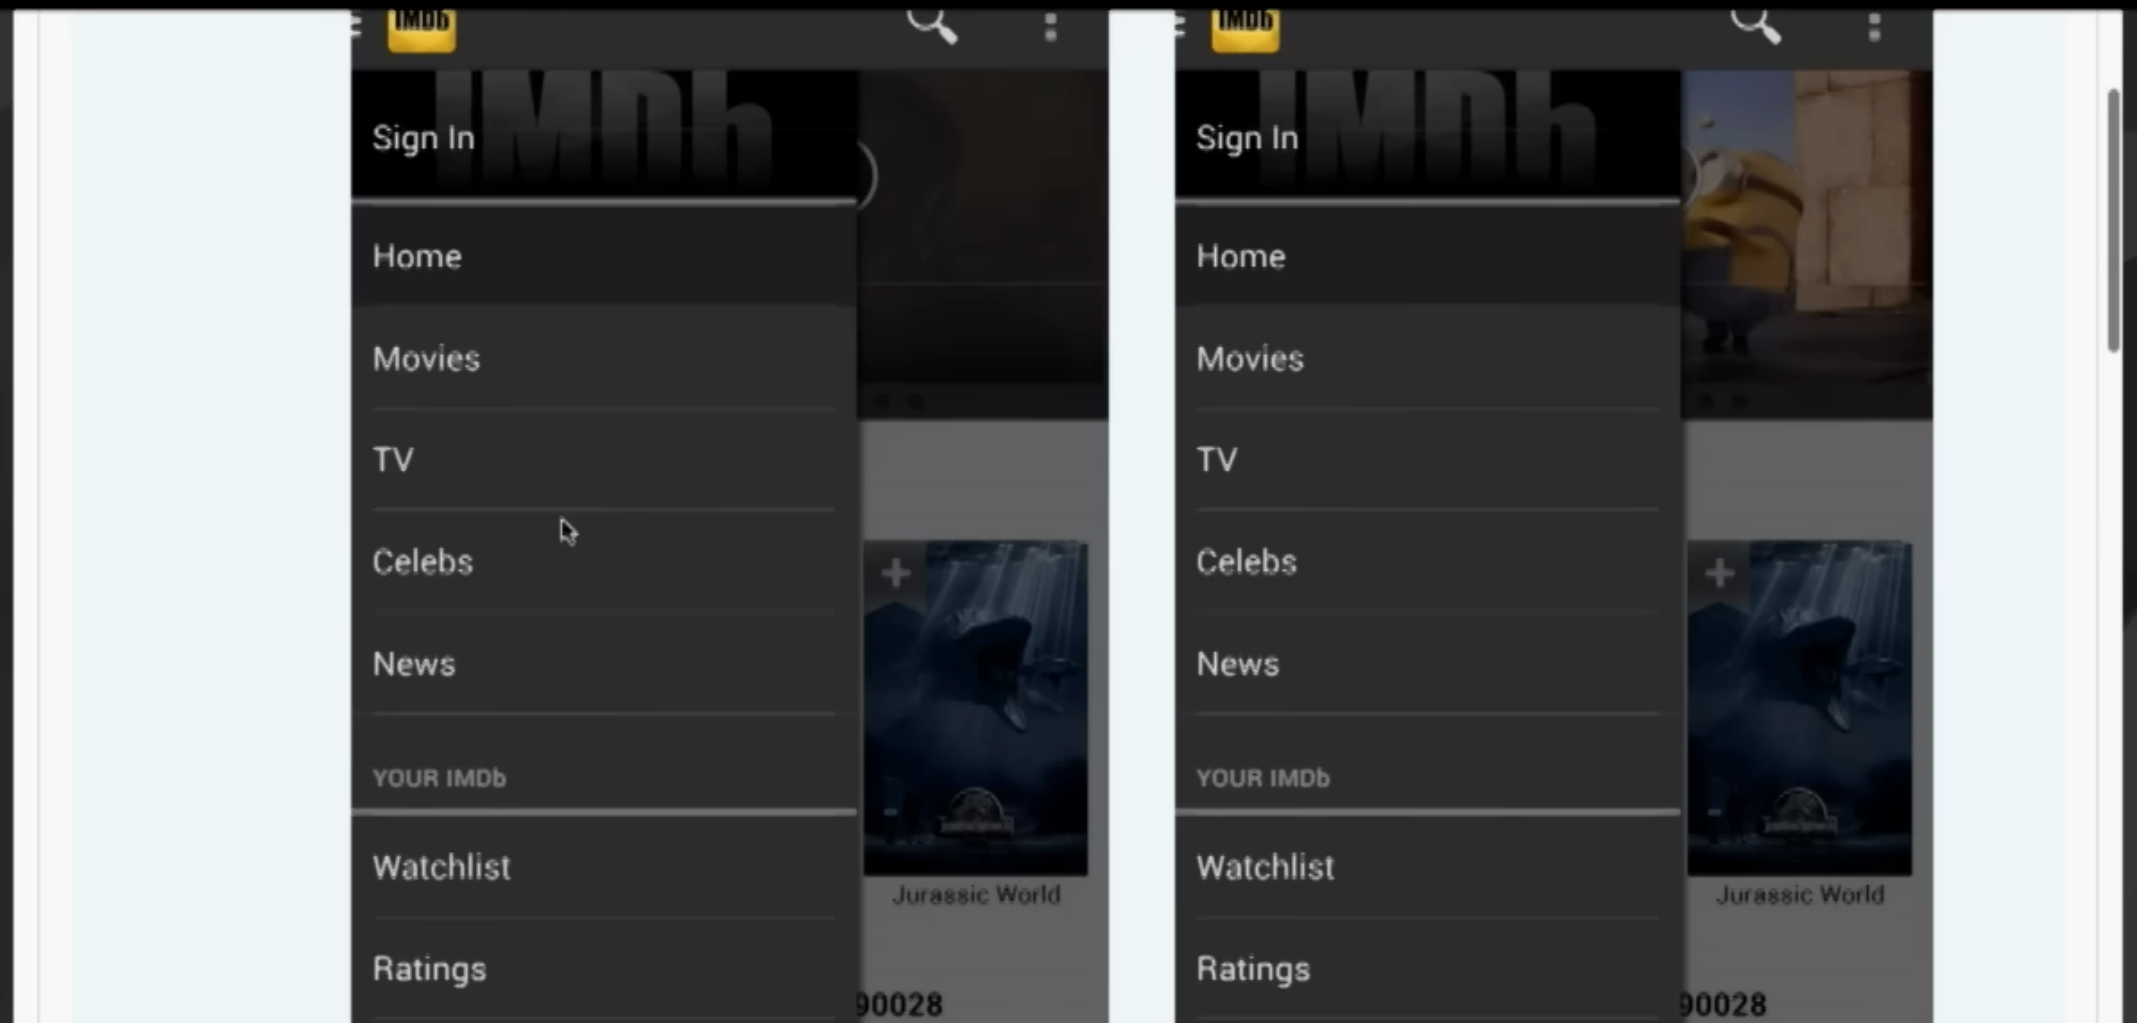 IMDb
IMDb
Sign In
Home
Movies
TV
Celebs
News
YOUR IMDb
Watchlist
Ratings
Jurassic World
90028
IMDb
IMDb
Sign In
Home
Movies
TV
Celebs
News
YOUR IMDb
Watchlist
Ratings
Jurassic World
90028